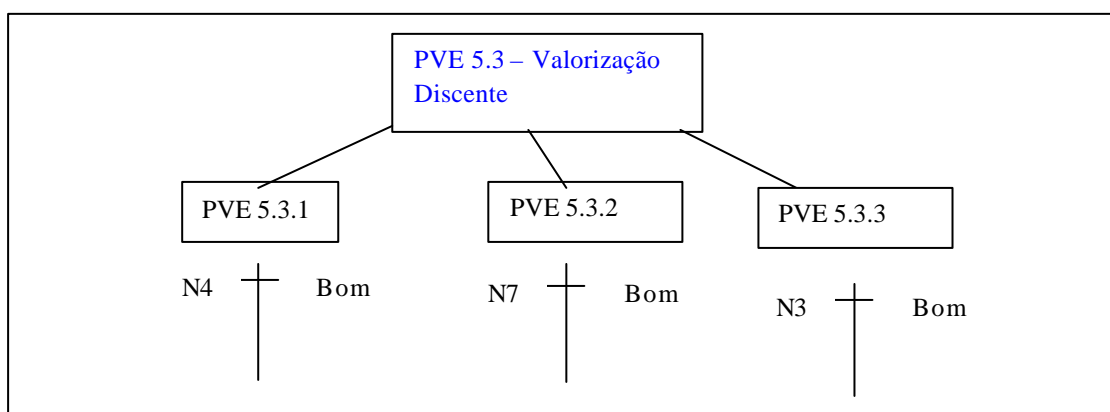 PVE 5.3 – Valorização
Discente
PVE 5.3.1
PVE 5.3.2
PVE 5.3.3
N4 Bom
N7 Bom
N3 Bom